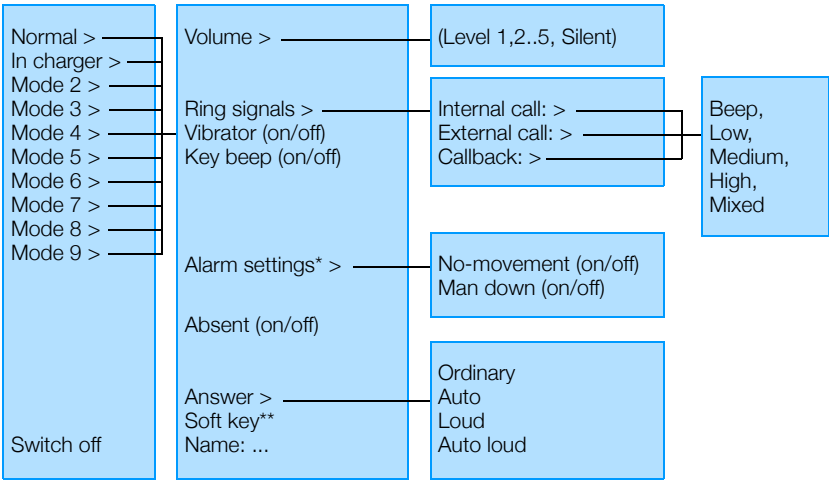 Normal >
In charger >
Mode 2 >
Mode 3 >
Mode 4 >
Mode 5 >
Mode 6 >
Mode 7 >
Mode 8 >
Mode 9 >
Switch off
Volume >
Ring signals >
Vibrator (on/off)
Key beep (on/off)
Alarm settings* >
Absent (on/off)
Answer >
Soft key**
Name: ...
(Level 1,2..5, Silent)
Internal call: >
External call: >
Callback: >
No-movement (on/off)
Man down (on/off)
Ordinary
Auto
Loud
Auto loud
Beep,
Low,
Medium,
High,
Mixed